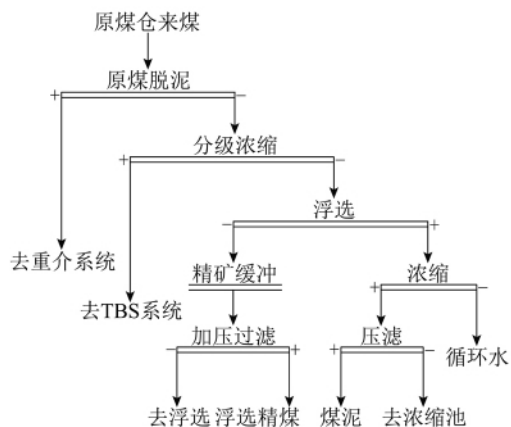 原煤仓来煤
原煤脱泥
+ −
分级浓缩
+ −
浮选
− +
去重介系统
精矿缓冲
浓缩
+ −
去TBS系统
加压过滤
− +
压滤
+ −
循环水
去浮选 浮选精煤 煤泥 去浓缩池